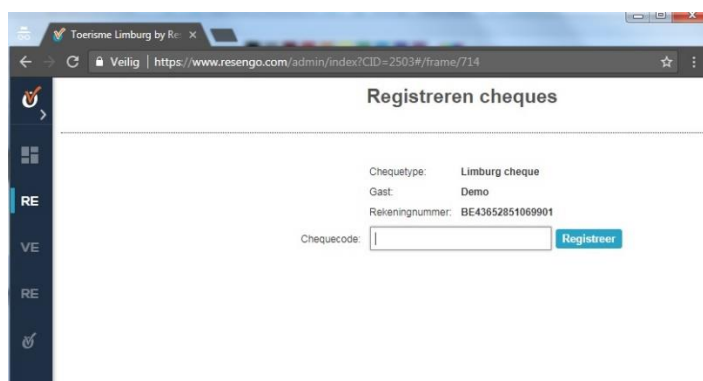 Toerisme Limburg by Re
Veilig | https://www.resengo.com/admin/index?CID=2503#/frame/714
Registreren cheques
Chequetype: Limburg cheque
Gast: Demo
RE
Rekeningnummer: BE43652851069901
Chequecode: Registreer
VE
RE